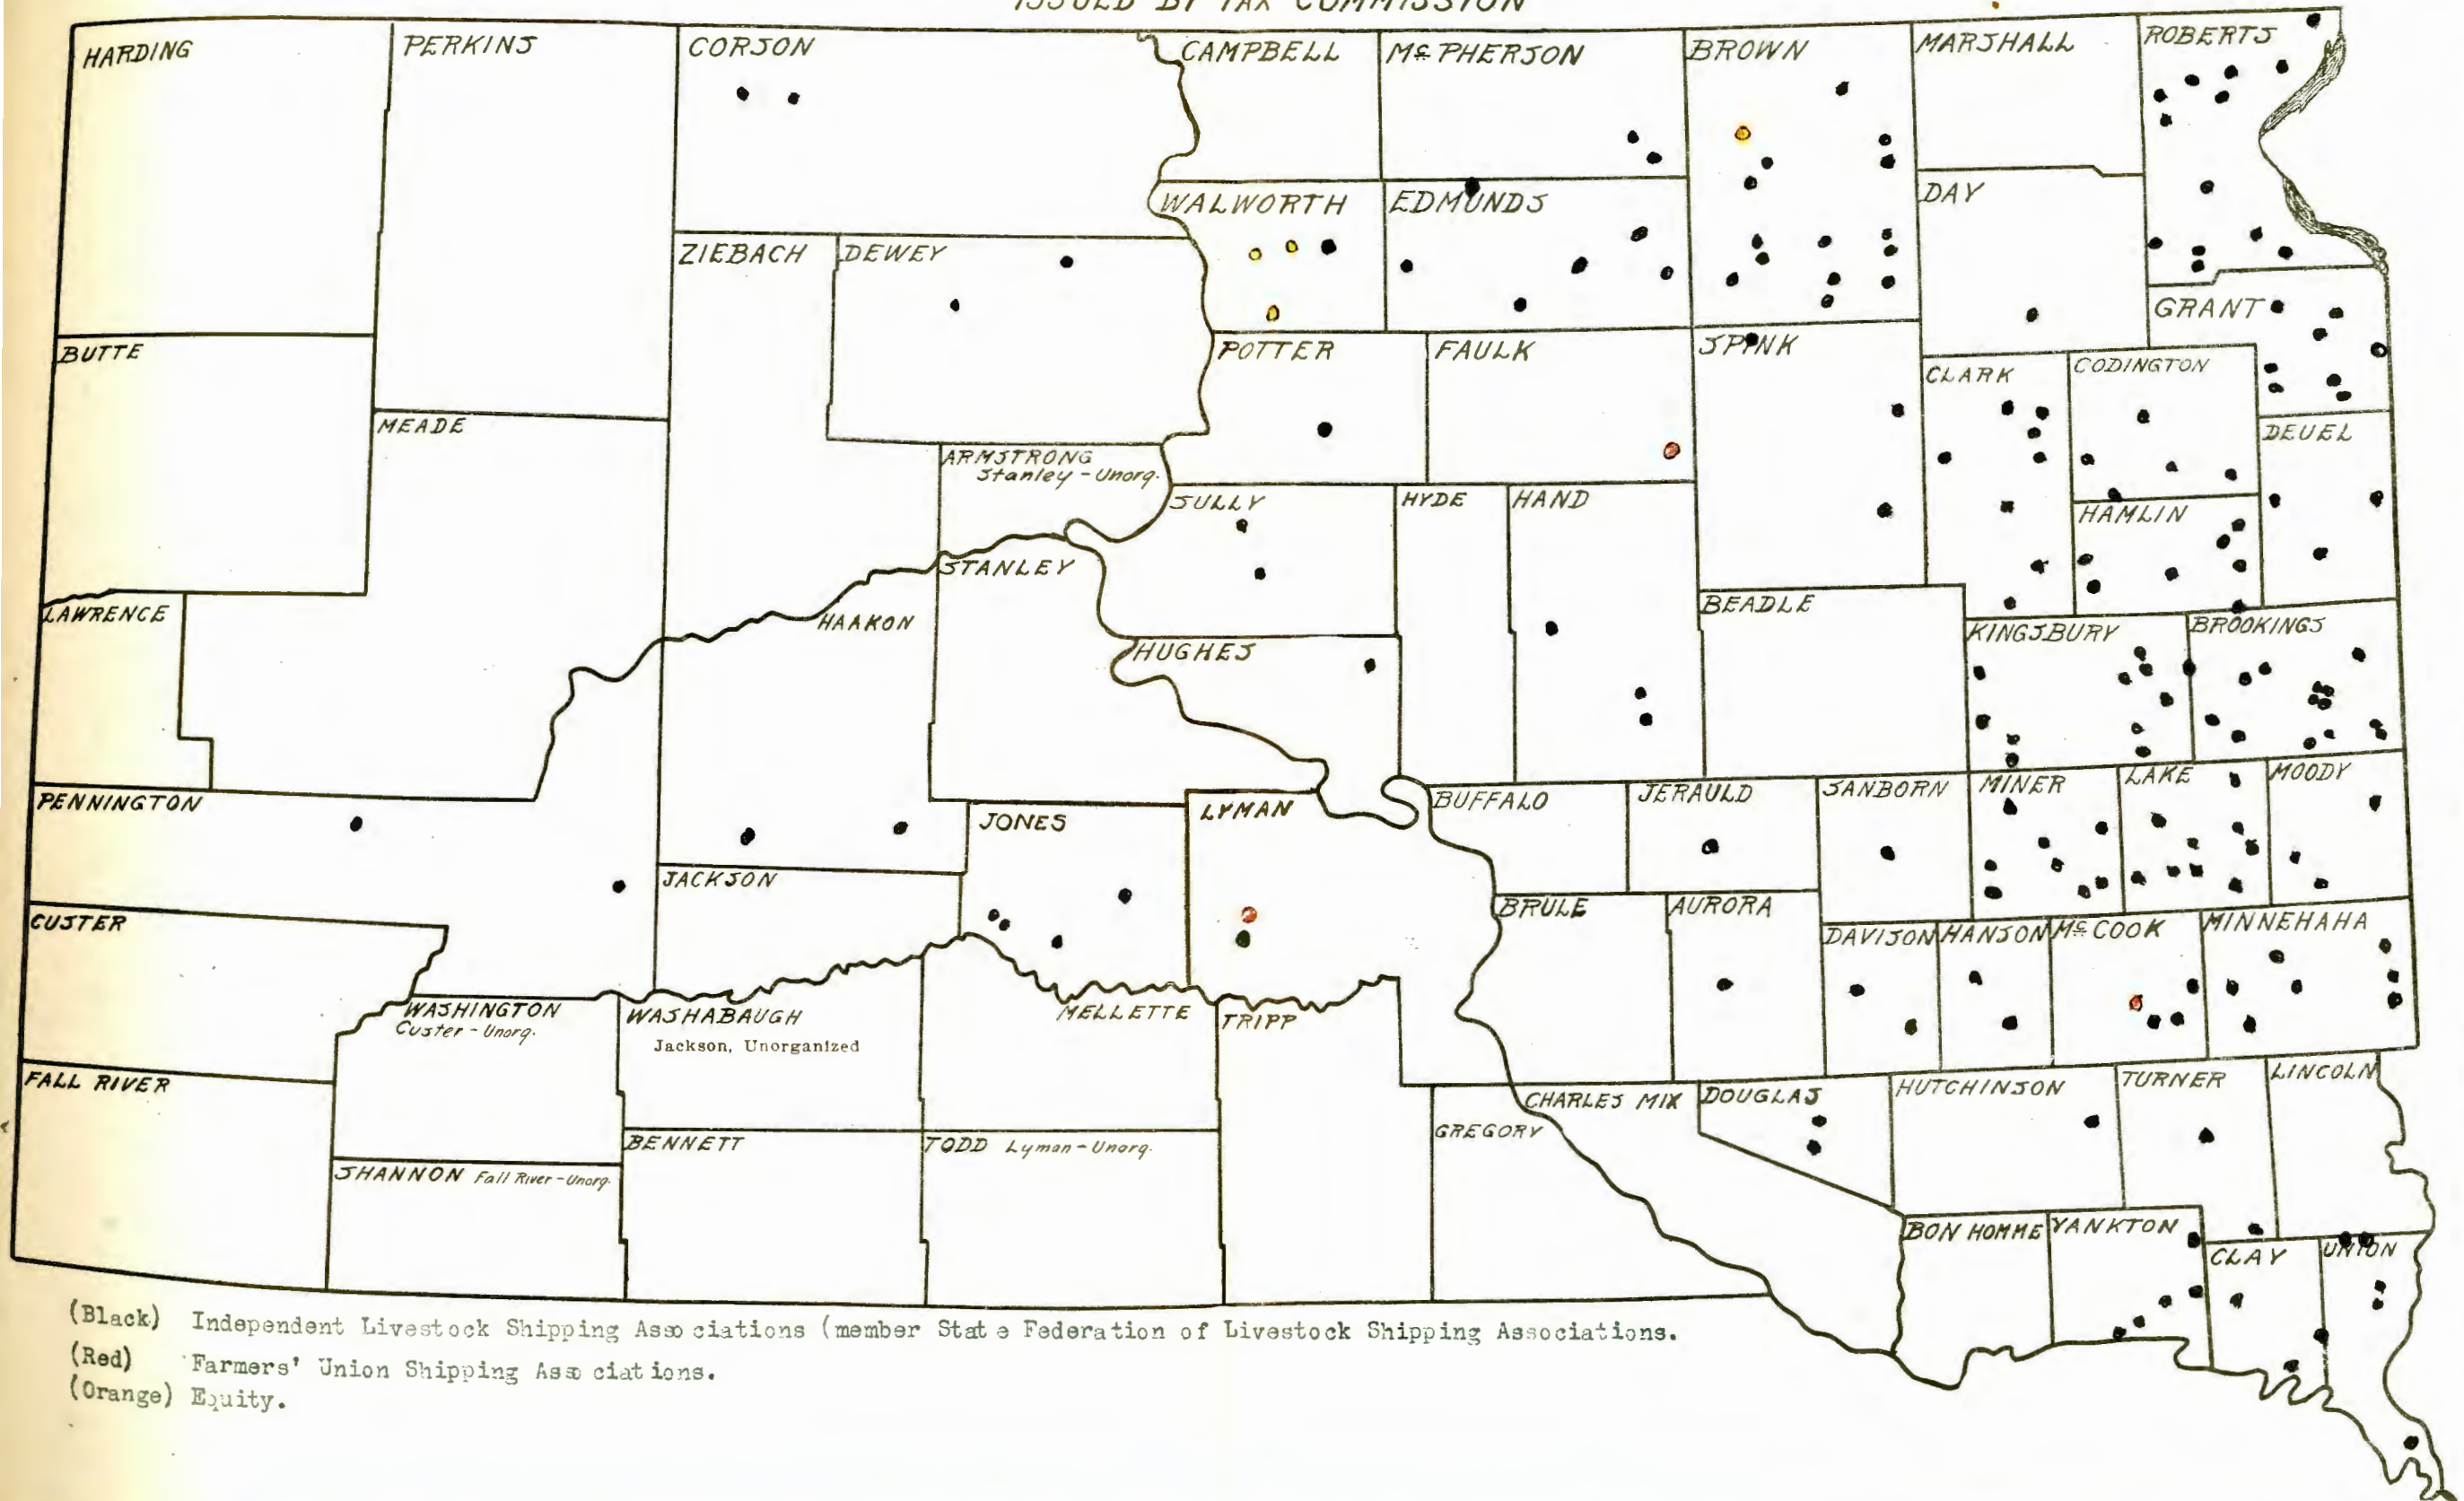 ISSUED BY TAX COMMISSION
HARDING
PERKINS
CORSON
CAMPBELL
McPHERSON
BROWN
MARSHALL
ROBERTS
WALWORTH
EDMUNDS
DAY
ZIEBACH
DEWEY
GRANT
BUTTE
POTTER
FAULK
SPINK
CLARK
CODINGTON
MEADE
DEUEL
ARMSTRONG
Stanley - Unorg.
SULLY
HYDE
HAND
HAMLIN
STANLEY
LAWRENCE
HAAKON
BEADLE
KINGSBURY
BROOKINGS
HUGHES
PENNINGTON
JONES
LYMAN
BUFFALO
JERAULD
SANBORN
MINER
LAKE
MOODY
JACKSON
CUSTER
BRULE
AURORA
DAVISON
HANSON
McCOOK
MINNEHAHA
WASHINGTON
Custer - Unorg.
WASHABAUGH
Jackson, Unorganized
MELLETTE
TRIPP
FALL RIVER
CHARLES MIX
DOUGLAS
HUTCHINSON
TURNER
LINCOLN
GREGORY
BENNETT
TODD Lyman - Unorg.
SHANNON Fall River - Unorg.
BON HOMME
YANKTON
CLAY
UNION
(Black) Independent Livestock Shipping Associations (member State Federation of Livestock Shipping Associations.
(Red) Farmers' Union Shipping Associations.
(Orange) Equity.